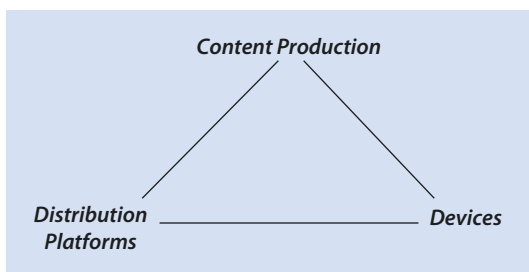 Content Production
Distribution
Platforms
Devices